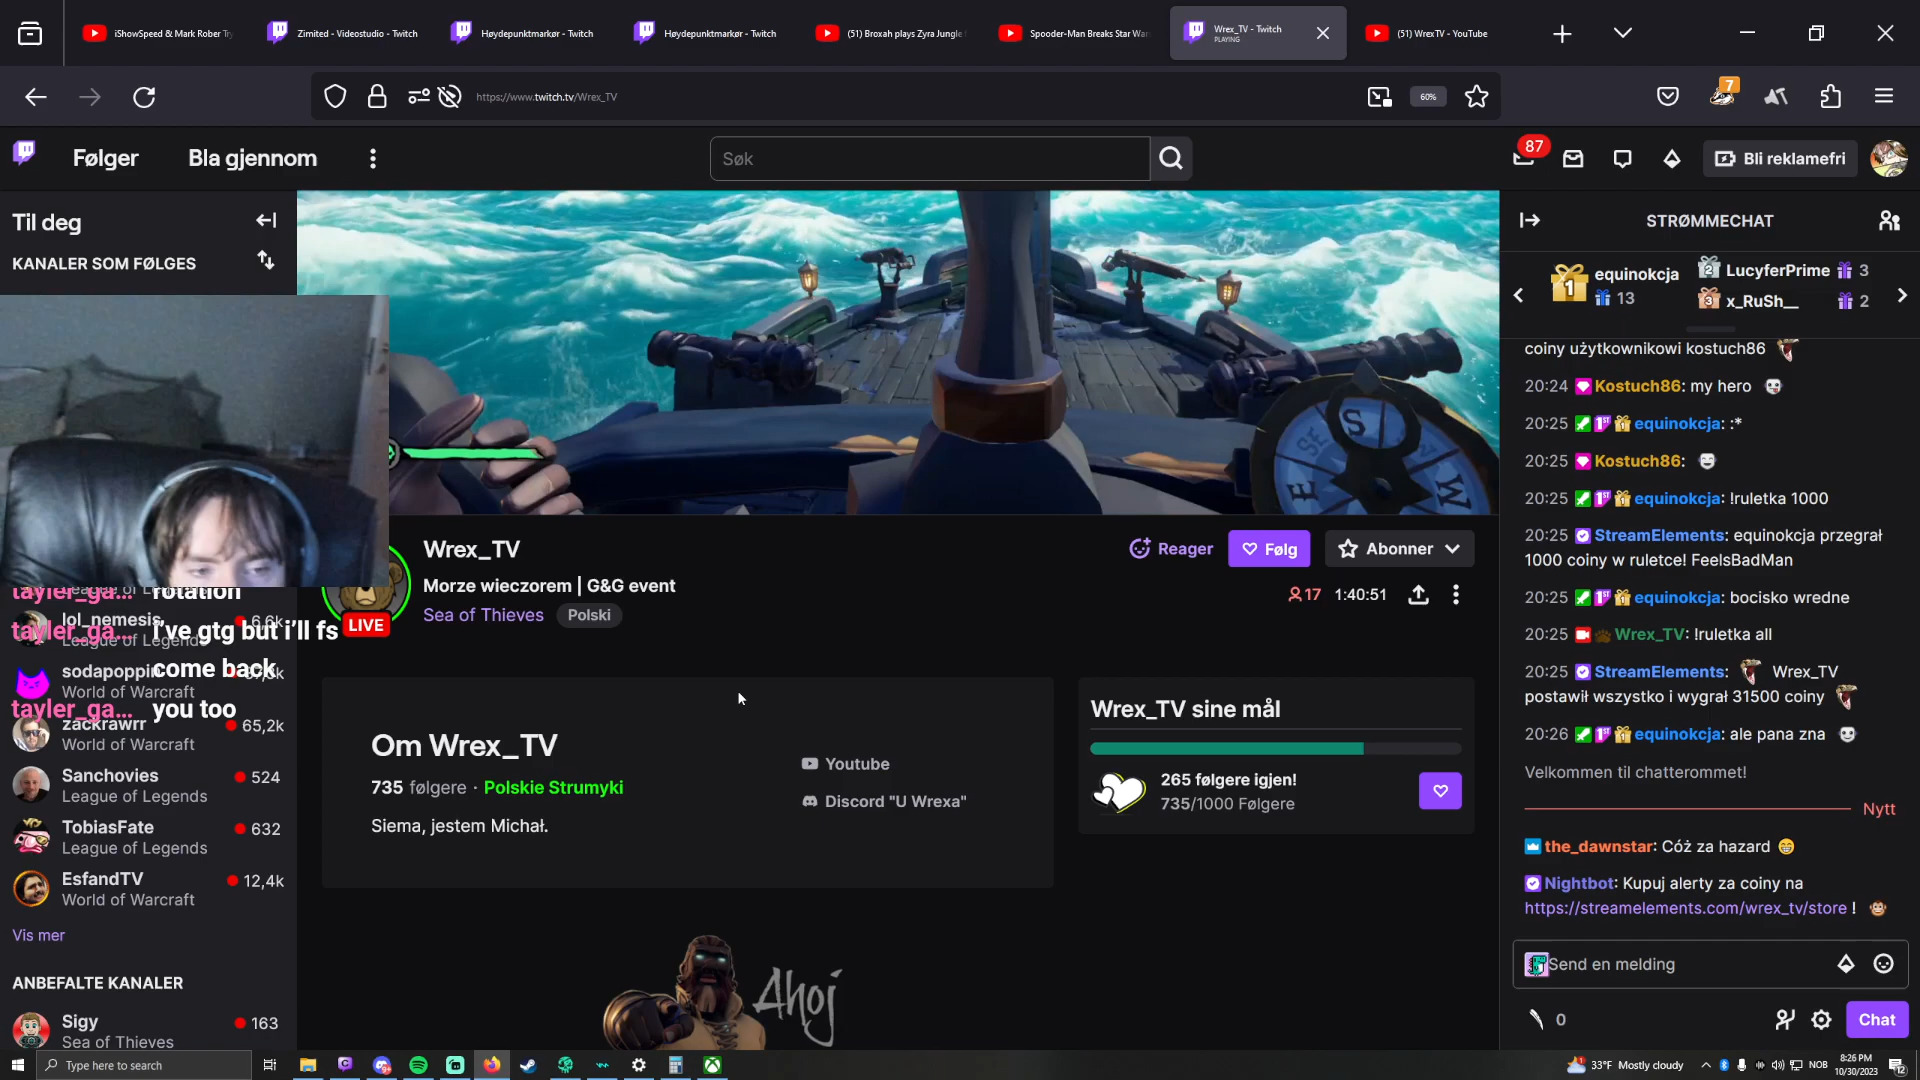 iShowSpeed & Mark Rober Try
Zimited - Videostudio - Twitch
Høydepunktmarkør - Twitch
Høydepunktmarkør - Twitch
(51) Broxah plays Zyra Jungle
Spooder-Man Breaks Star War
Wrex_TV - Twitch
PLAYING
(51) WrexTV - YouTube
https://www.twitch.tv/Wrex_TV
60%
7
Følger
Bla gjennom
Søk
87
Bli reklamefri
Til deg
KANALER SOM FØLGES
tayler_ga... rotation
lol_nemesis
6,6k
League of Legends
tayler_ga... i've gtg but i'll fs
come back
sodapoppin
World of Warcraft
tayler_ga... you too
zackrawrr
65,2k
World of Warcraft
Sanchovies
524
League of Legends
TobiasFate
632
League of Legends
EsfandTV
12,4k
World of Warcraft
Vis mer
ANBEFALTE KANALER
Sigy
163
Sea of Thieves
S
SE
E
W
LIVE
Wrex_TV
Morze wieczorem | G&G event
Sea of Thieves
Polski
Reager
Følg
Abonner
17
1:40:51
Om Wrex_TV
735 følgere · Polskie Strumyki
Siema, jestem Michał.
Youtube
Discord "U Wrexa"
Wrex_TV sine mål
265 følgere igjen!
735/1000 Følgere
Ahoj
STRØMMECHAT
1
equinokcja
13
2
LucyferPrime
3
3
x_RuSh__
2
coiny użytkownikowi kostuch86
20:24 Kostuch86: my hero
20:25 equinokcja: :*
20:25 Kostuch86:
20:25 equinokcja: !ruletka 1000
20:25 StreamElements: equinokcja przegrał
1000 coiny w ruletce! FeelsBadMan
20:25 equinokcja: bocisko wredne
20:25 Wrex_TV: !ruletka all
20:25 StreamElements: Wrex_TV
postawił wszystko i wygrał 31500 coiny
20:26 equinokcja: ale pana zna
Velkommen til chatterommet!
Nytt
the_dawnstar: Cóż za hazard
Nightbot: Kupuj alerty za coiny na
https://streamelements.com/wrex_tv/store !
Send en melding
0
Chat
Type here to search
33°F Mostly cloudy
NOB
8:26 PM
10/30/2023
12